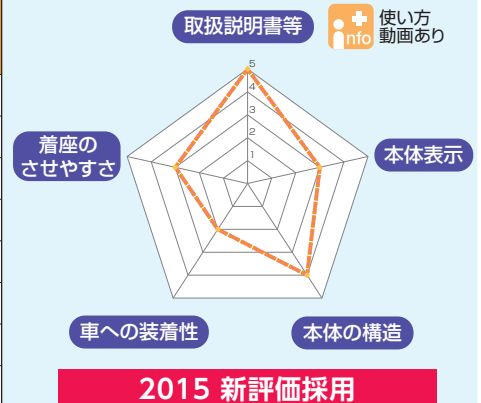 取扱説明書等
nfo
使い方
動画あり
5
4
3
2
1
着座の
させやすさ
本体表示
車への装着性
本体の構造
2015 新評価採用